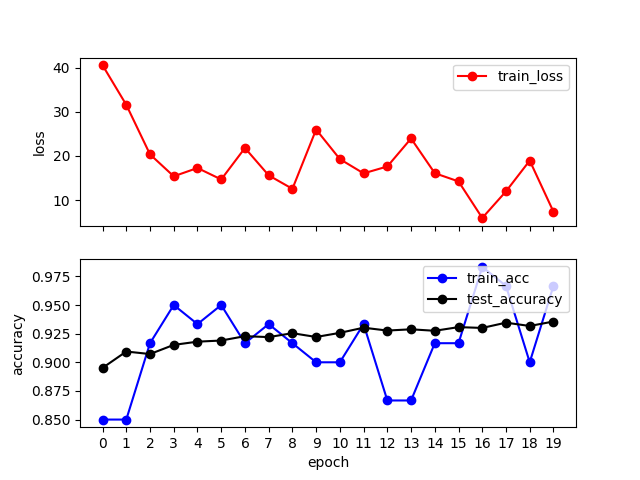 40
30
20
10
loss
train_loss
0.975
0.950
0.925
0.900
0.875
0.850
accuracy
train_acc
test_accuracy
0 1 2 3 4 5 6 7 8 9 10 11 12 13 14 15 16 17 18 19
epoch